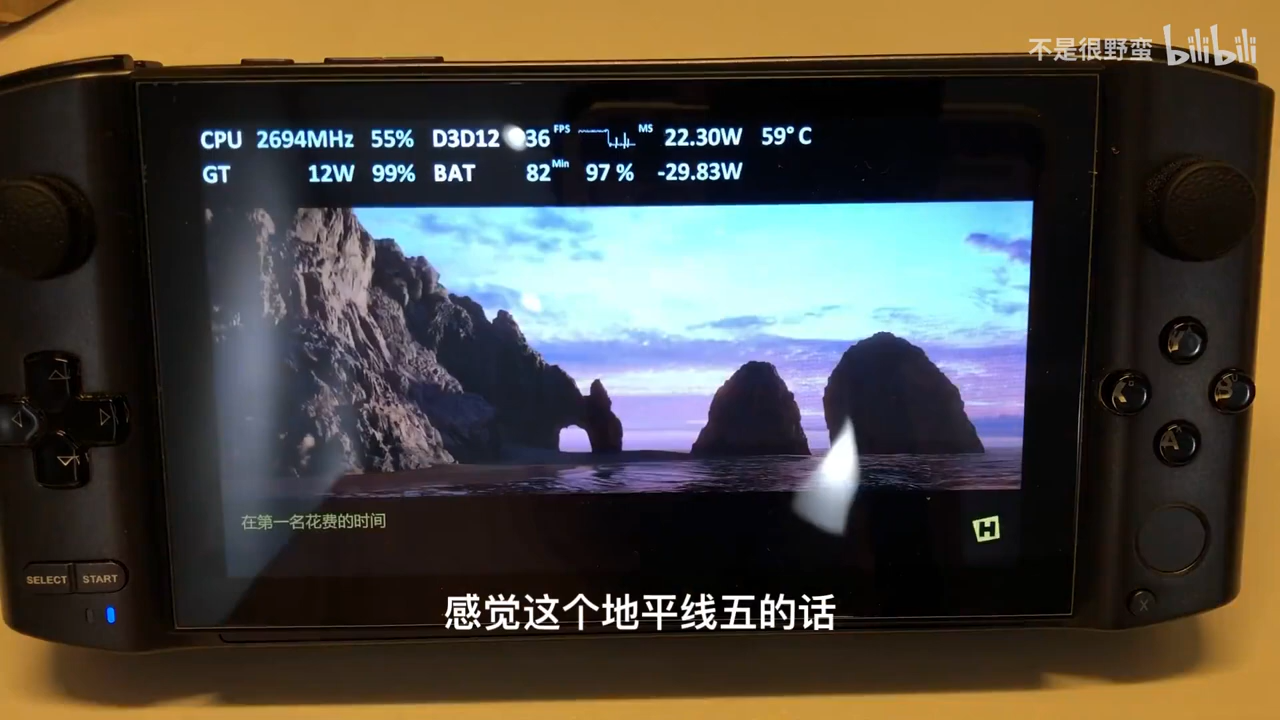 不是很野蛮 bilibili
CPU 2694MHz 55% D3D12 36 FPS MS 22.30W 59°C
GT 12W 99% BAT 82 Min 97 % -29.83W
在第一名花费的时间
H
SELECT START
A
X
感觉这个地平线五的话